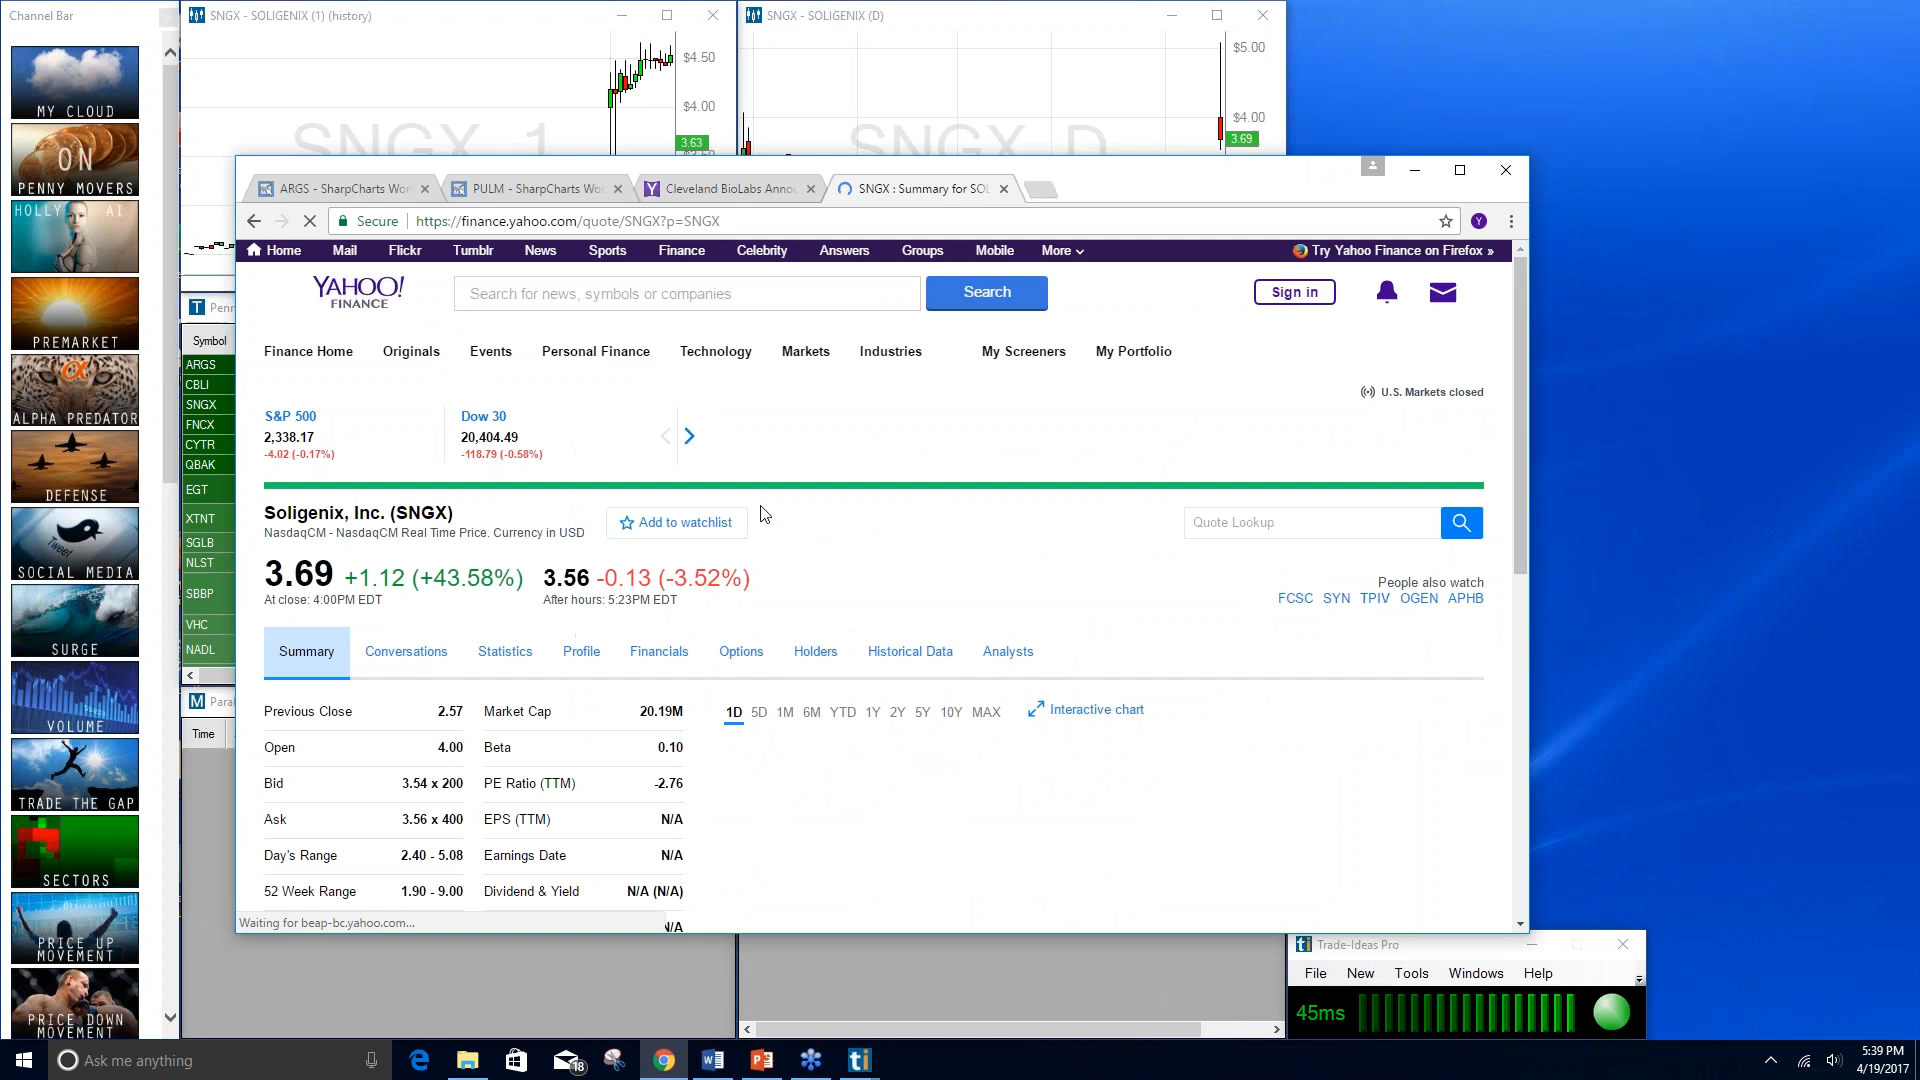 Channel Bar
MY CLOUD
ON
PENNY MOVERS
HOLLY AI
PREMARKET
α
ALPHA PREDATOR
DEFENSE
Tweet
SOCIAL MEDIA
SURGE
VOLUME
TRADE THE GAP
SECTORS
PRICE UP
MOVEMENT
PRICE DOWN
MOVEMENT
SNGX - SOLIGENIX (1) (history)
$4.50
$4.00
3.63
SNGX 1
SNGX - SOLIGENIX (D)
$5.00
$4.00
3.69
SNGX D
Symbol
ARGS
CBLI
SNGX
FNCX
CYTR
QBAK
EGT
XTNT
SGLB
NLST
SBBP
VHC
NADL
Time
ARGS - SharpCharts Wor
PULM - SharpCharts Wor
Cleveland BioLabs Annou
SNGX : Summary for SOL
Secure
https://finance.yahoo.com/quote/SNGX?p=SNGX
Home Mail Flickr Tumblr News Sports Finance Celebrity Answers Groups Mobile More
Try Yahoo Finance on Firefox »
YAHOO!
FINANCE
Search for news, symbols or companies
Search
Sign in
Finance Home Originals Events Personal Finance Technology Markets Industries My Screeners My Portfolio
U.S. Markets closed
S&P 500
2,338.17
-4.02 (-0.17%)
Dow 30
20,404.49
-118.79 (-0.58%)
Soligenix, Inc. (SNGX)
NasdaqCM - NasdaqCM Real Time Price. Currency in USD
Add to watchlist
Quote Lookup
3.69 +1.12 (+43.58%)
At close: 4:00PM EDT
3.56 -0.13 (-3.52%)
After hours: 5:23PM EDT
People also watch
FCSC SYN TPIV OGEN APHB
Summary Conversations Statistics Profile Financials Options Holders Historical Data Analysts
Previous Close 2.57
Open 4.00
Bid 3.54 x 200
Ask 3.56 x 400
Day's Range 2.40 - 5.08
52 Week Range 1.90 - 9.00
Market Cap 20.19M
Beta 0.10
PE Ratio (TTM) -2.76
EPS (TTM) N/A
Earnings Date N/A
Dividend & Yield N/A (N/A)
N/A
1D 5D 1M 6M YTD 1Y 2Y 5Y 10Y MAX
Interactive chart
Waiting for beap-bc.yahoo.com...
Trade-Ideas Pro
File New Tools Windows Help
45ms
Ask me anything
18
5:39 PM
4/19/2017